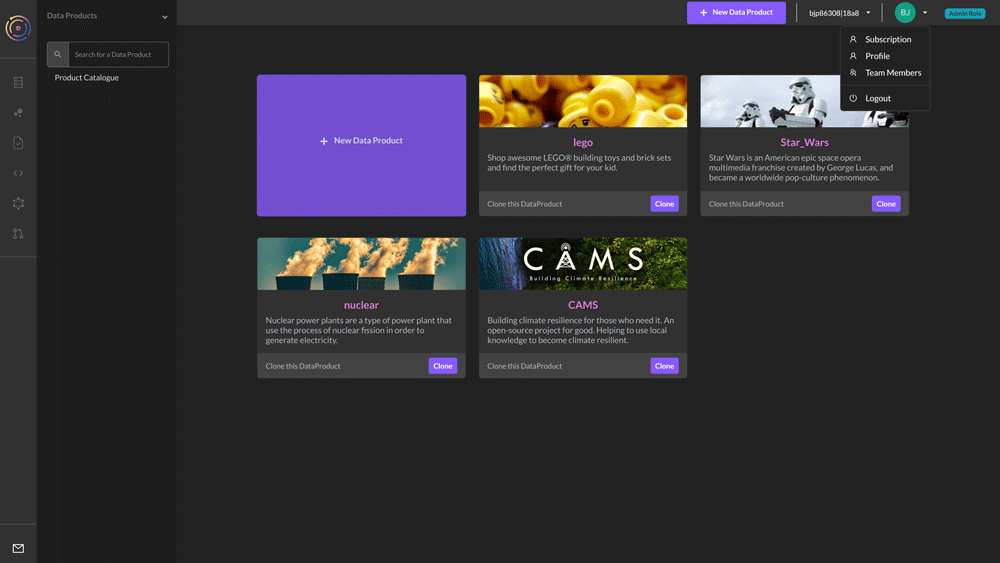 Data Products
+ New Data Product
bjp86308|18a8
BJ
Admin Role
Subscription
Profile
Team Members
Logout
Search for a Data Product
Product Catalogue
+ New Data Product
lego
Shop awesome LEGO® building toys and brick sets
and find the perfect gift for your kid.
Clone this DataProduct
Clone
Star_Wars
Star Wars is an American epic space opera
multimedia franchise created by George Lucas, and
became a worldwide pop-culture phenomenon.
Clone this DataProduct
Clone
nuclear
Nuclear power plants are a type of power plant that
use the process of nuclear fission in order to
generate electricity.
Clone this DataProduct
Clone
CAMS
Building Climate Resilience
CAMS
Building climate resilience for those who need it. An
open-source project for good. Helping to use local
knowledge to become climate resilient.
Clone this DataProduct
Clone